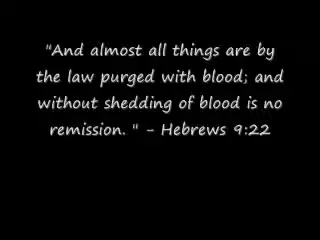 "And almost all things are by
the law purged with blood; and
without shedding of blood is no
remission. " - Hebrews 9:22